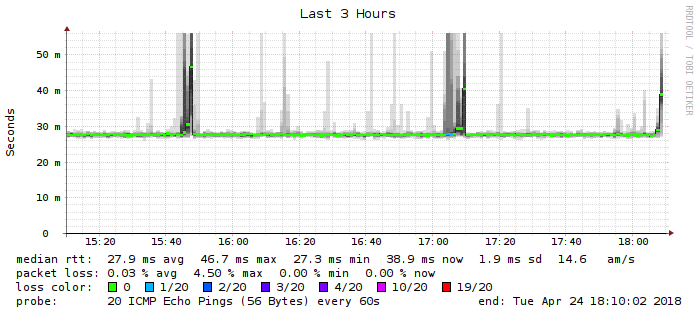 Last 3 Hours
RRDTOOL / TOBI OETIKER
Seconds
50 m
40 m
30 m
20 m
10 m
0
15:20 15:40 16:00 16:20 16:40 17:00 17:20 17:40 18:00
median rtt: 27.9 ms avg 46.7 ms max 27.3 ms min 38.9 ms now 1.9 ms sd 14.6 am/s
packet loss: 0.03 % avg 4.50 % max 0.00 % min 0.00 % now
loss color: 0 1/20 2/20 3/20 4/20 10/20 19/20
probe: 20 ICMP Echo Pings (56 Bytes) every 60s end: Tue Apr 24 18:10:02 2018